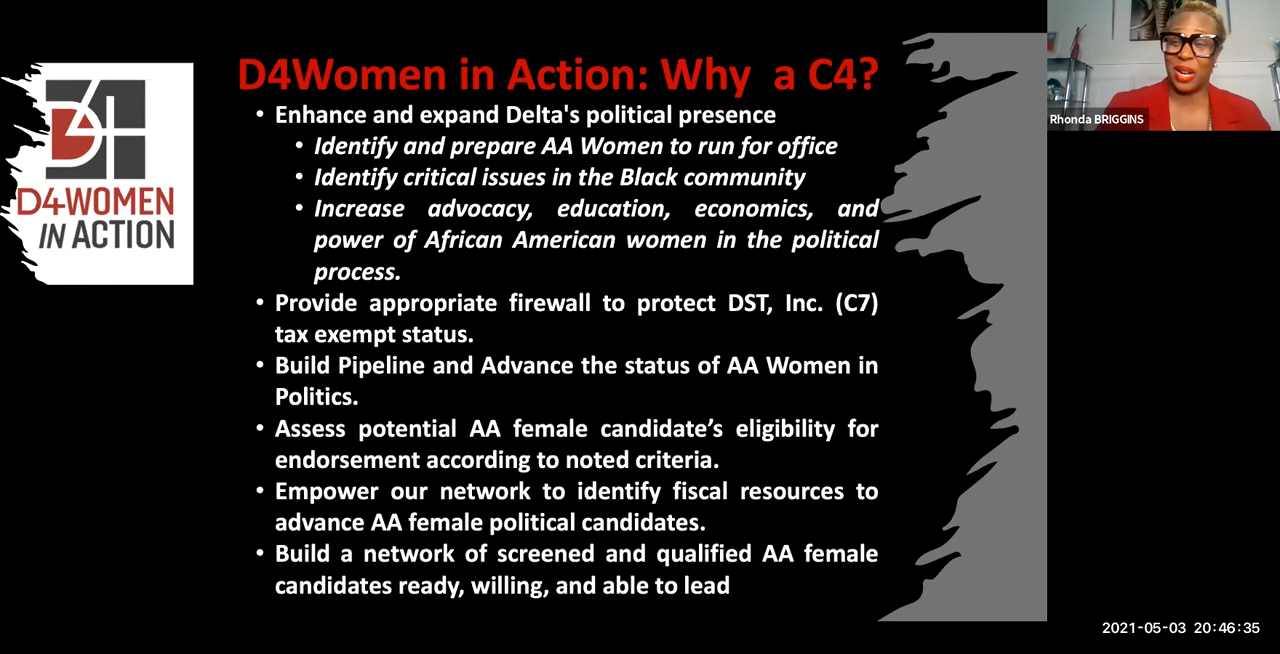 D4Women in Action: Why a C4?
• Enhance and expand Delta's political presence
• Identify and prepare AA Women to run for office
• Identify critical issues in the Black community
• Increase advocacy, education, economics, and
power of African American women in the political
process.
• Provide appropriate firewall to protect DST, Inc. (C7)
tax exempt status.
• Build Pipeline and Advance the status of AA Women in
Politics.
• Assess potential AA female candidate’s eligibility for
endorsement according to noted criteria.
• Empower our network to identify fiscal resources to
advance AA female political candidates.
• Build a network of screened and qualified AA female
candidates ready, willing, and able to lead
D4
D4WOMEN
IN ACTION
Rhonda BRIGGINS
2021-05-03 20:46:35